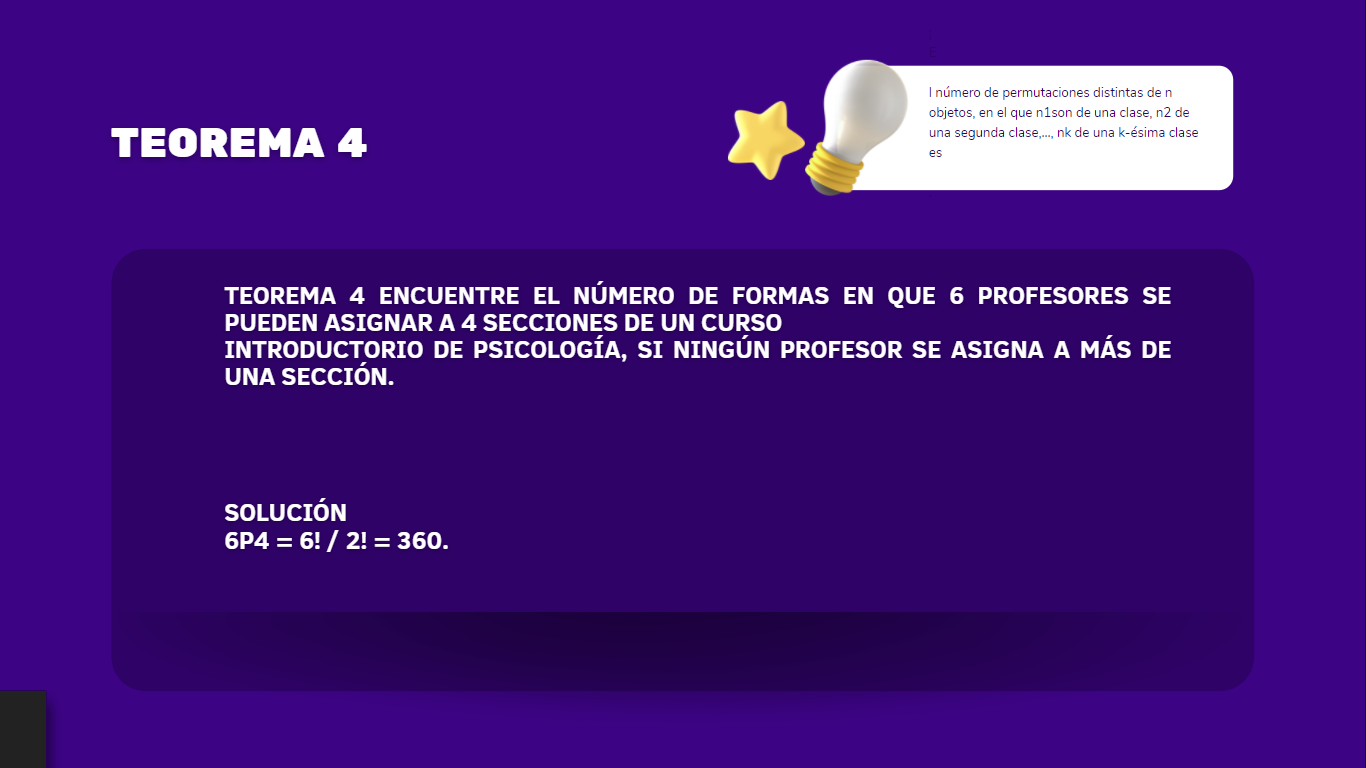 TEOREMA 4
l número de permutaciones distintas de n
objetos, en el que n1son de una clase, n2 de
una segunda clase,..., nk de una k-ésima clase
es
TEOREMA 4 ENCUENTRE EL NÚMERO DE FORMAS EN QUE 6 PROFESORES SE
PUEDEN ASIGNAR A 4 SECCIONES DE UN CURSO
INTRODUCTORIO DE PSICOLOGÍA, SI NINGÚN PROFESOR SE ASIGNA A MÁS DE
UNA SECCIÓN.
SOLUCIÓN
6P4 = 6! / 2! = 360.